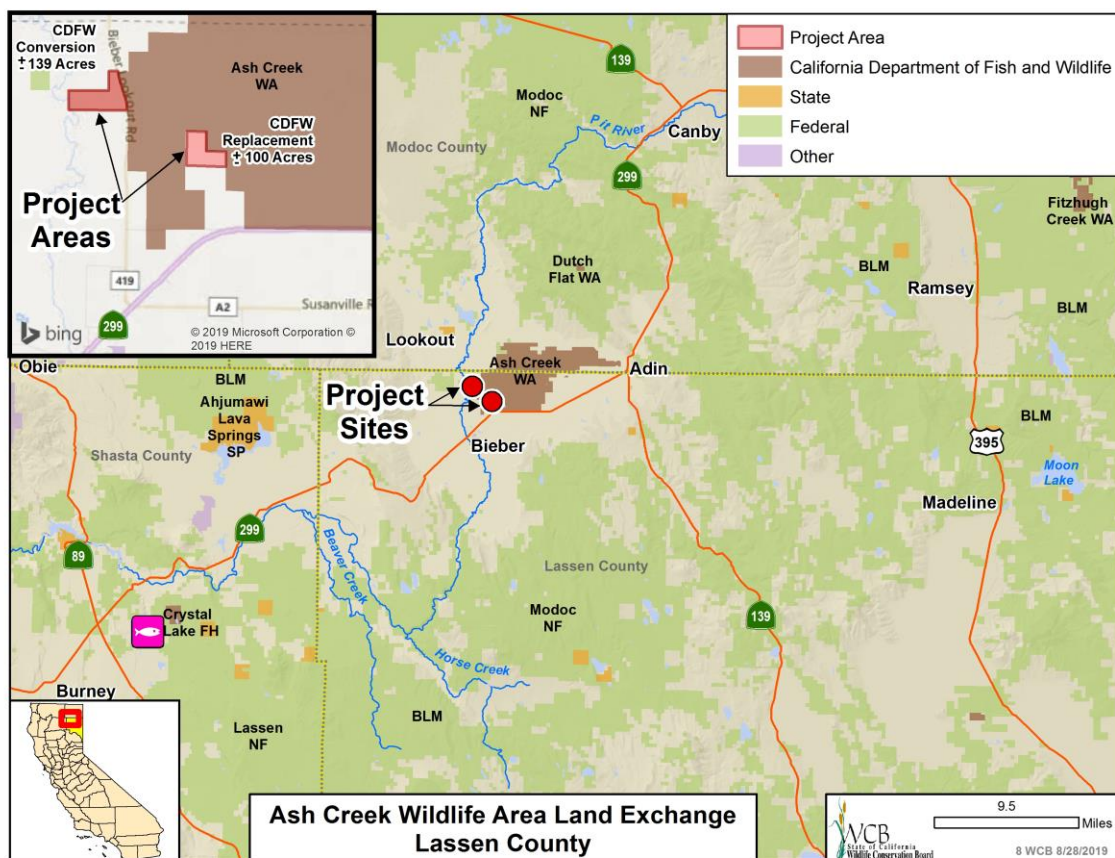 CDFW
Conversion
± 139 Acres
Bieber Lookout Rd
Ash Creek
WA
CDFW
Replacement
± 100 Acres
Project
Areas
419
A2
Susanville R
299
bing
© 2019 Microsoft Corporation ©
2019 HERE
Project Area
California Department of Fish and Wildlife
State
Federal
Other
139
Modoc
NF
Pit River
Canby
Modoc County
299
Fitzhugh
Creek WA
Dutch
Flat WA
BLM
Ramsey
BLM
Lookout
Obie
Ash Creek
WA
Adin
BLM
Ahjumawi
Lava
Springs
SP
Project
Sites
BLM
Bieber
395
Shasta County
Moon
Lake
Madeline
299
89
Beaver Creek
Lassen County
Crystal
Lake FH
Modoc
NF
139
Horse Creek
Burney
BLM
Lassen
NF
Ash Creek Wildlife Area Land Exchange
Lassen County
WCB
State of California
Wildlife Conservation Board
9.5
Miles
8 WCB 8/28/2019